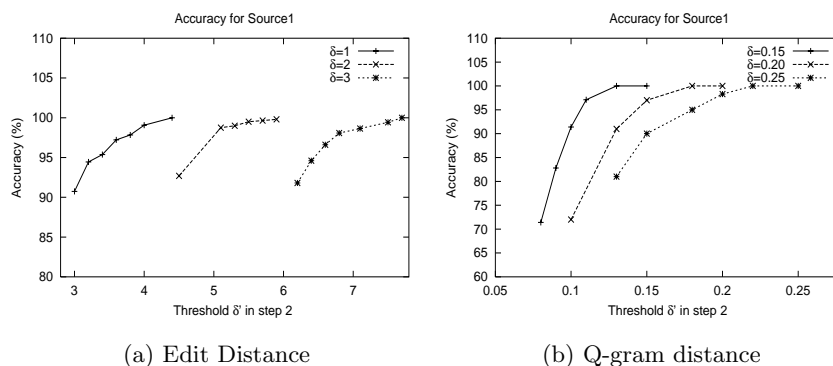 Accuracy for Source1
110
105
100
95
90
85
80
Accuracy (%)
δ=1
δ=2
δ=3
3 4 5 6 7
Threshold δ' in step 2
(a) Edit Distance
Accuracy for Source1
110
105
100
95
90
85
80
75
70
65
60
Accuracy (%)
δ=0.15
δ=0.20
δ=0.25
0.05 0.1 0.15 0.2 0.25
Threshold δ' in step 2
(b) Q-gram distance